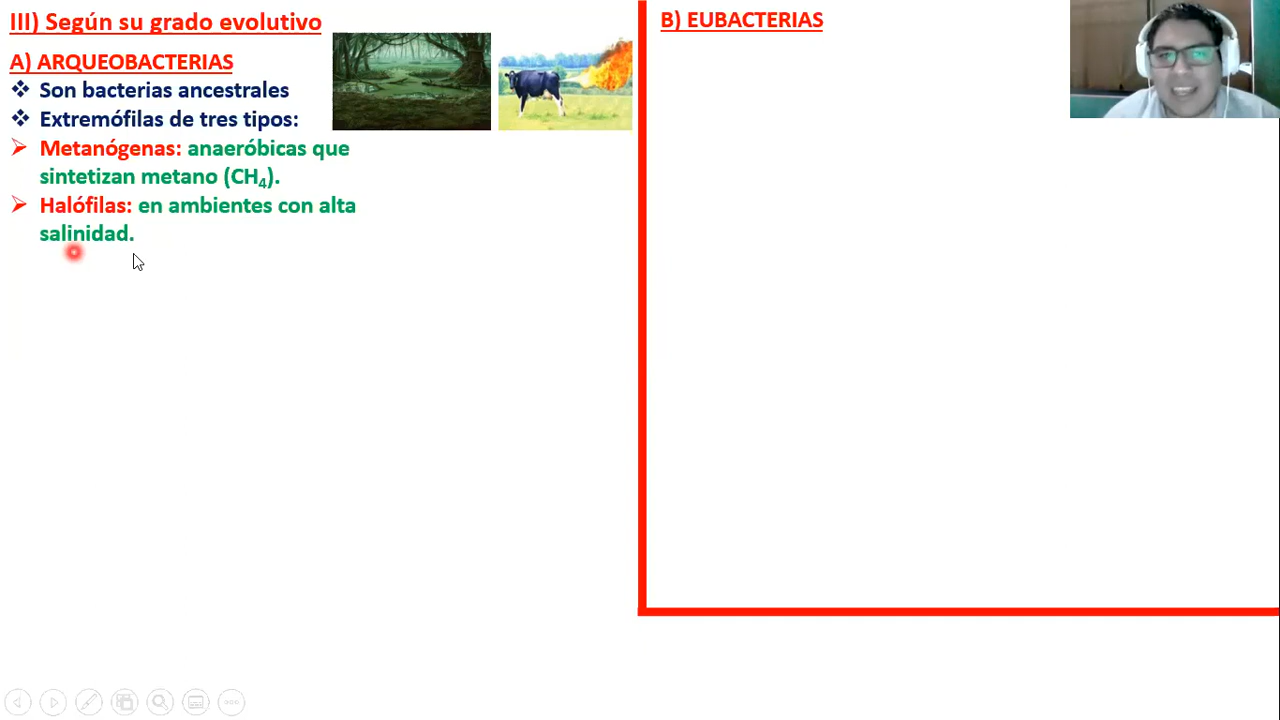 III) Según su grado evolutivo
A) ARQUEOBACTERIAS
❖ Son bacterias ancestrales
❖ Extremófilas de tres tipos:
➢ Metanógenas: anaeróbicas que
sintetizan metano (CH₄).
➢ Halófilas: en ambientes con alta
salinidad.
B) EUBACTERIAS